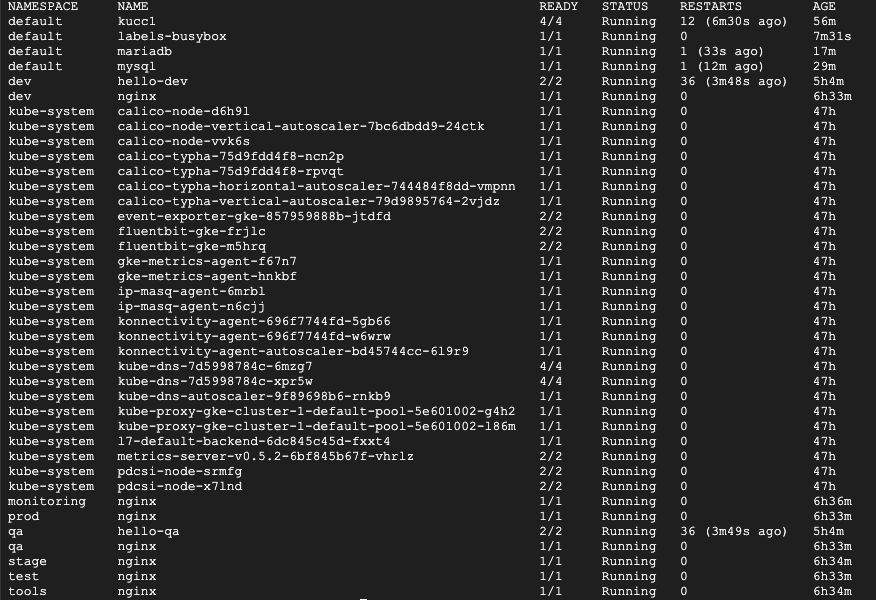 NAMESPACE NAME READY STATUS RESTARTS AGE
default kucc1 4/4 Running 12 (6m30s ago) 56m
default labels-busybox 1/1 Running 0 7m31s
default mariadb 1/1 Running 1 (33s ago) 17m
default mysql 1/1 Running 1 (12m ago) 29m
dev hello-dev 2/2 Running 36 (3m48s ago) 5h4m
dev nginx 1/1 Running 0 6h33m
kube-system calico-node-d6h9l 1/1 Running 0 47h
kube-system calico-node-vertical-autoscaler-7bc6dbdd9-24ctk 1/1 Running 0 47h
kube-system calico-node-vvk6s 1/1 Running 0 47h
kube-system calico-typha-75d9fdd4f8-ncn2p 1/1 Running 0 47h
kube-system calico-typha-75d9fdd4f8-rpvqt 1/1 Running 0 47h
kube-system calico-typha-horizontal-autoscaler-744484f8dd-vmpnn 1/1 Running 0 47h
kube-system calico-typha-vertical-autoscaler-79d9895764-2vjdz 1/1 Running 0 47h
kube-system event-exporter-gke-857959888b-jtdfd 2/2 Running 0 47h
kube-system fluentbit-gke-frjlc 2/2 Running 0 47h
kube-system fluentbit-gke-m5hrq 2/2 Running 0 47h
kube-system gke-metrics-agent-f67n7 1/1 Running 0 47h
kube-system gke-metrics-agent-hnkbf 1/1 Running 0 47h
kube-system ip-masq-agent-6mrbl 1/1 Running 0 47h
kube-system ip-masq-agent-n6cjj 1/1 Running 0 47h
kube-system konnectivity-agent-696f7744fd-5gb66 1/1 Running 0 47h
kube-system konnectivity-agent-696f7744fd-w6wrw 1/1 Running 0 47h
kube-system konnectivity-agent-autoscaler-bd45744cc-6l9r9 1/1 Running 0 47h
kube-system kube-dns-7d5998784c-6mzg7 4/4 Running 0 47h
kube-system kube-dns-7d5998784c-xpr5w 4/4 Running 0 47h
kube-system kube-dns-autoscaler-9f89698b6-rnkb9 1/1 Running 0 47h
kube-system kube-proxy-gke-cluster-1-default-pool-5e601002-g4h2 1/1 Running 0 47h
kube-system kube-proxy-gke-cluster-1-default-pool-5e601002-l86m 1/1 Running 0 47h
kube-system l7-default-backend-6dc845c45d-fxxt4 1/1 Running 0 47h
kube-system metrics-server-v0.5.2-6bf845b67f-vhrlz 2/2 Running 0 47h
kube-system pdcsi-node-srmfg 2/2 Running 0 47h
kube-system pdcsi-node-x7lnd 2/2 Running 0 47h
monitoring nginx 1/1 Running 0 6h36m
prod nginx 1/1 Running 0 6h33m
qa hello-qa 2/2 Running 36 (3m49s ago) 5h4m
qa nginx 1/1 Running 0 6h33m
stage nginx 1/1 Running 0 6h34m
test nginx 1/1 Running 0 6h33m
tools nginx 1/1 Running 0 6h34m